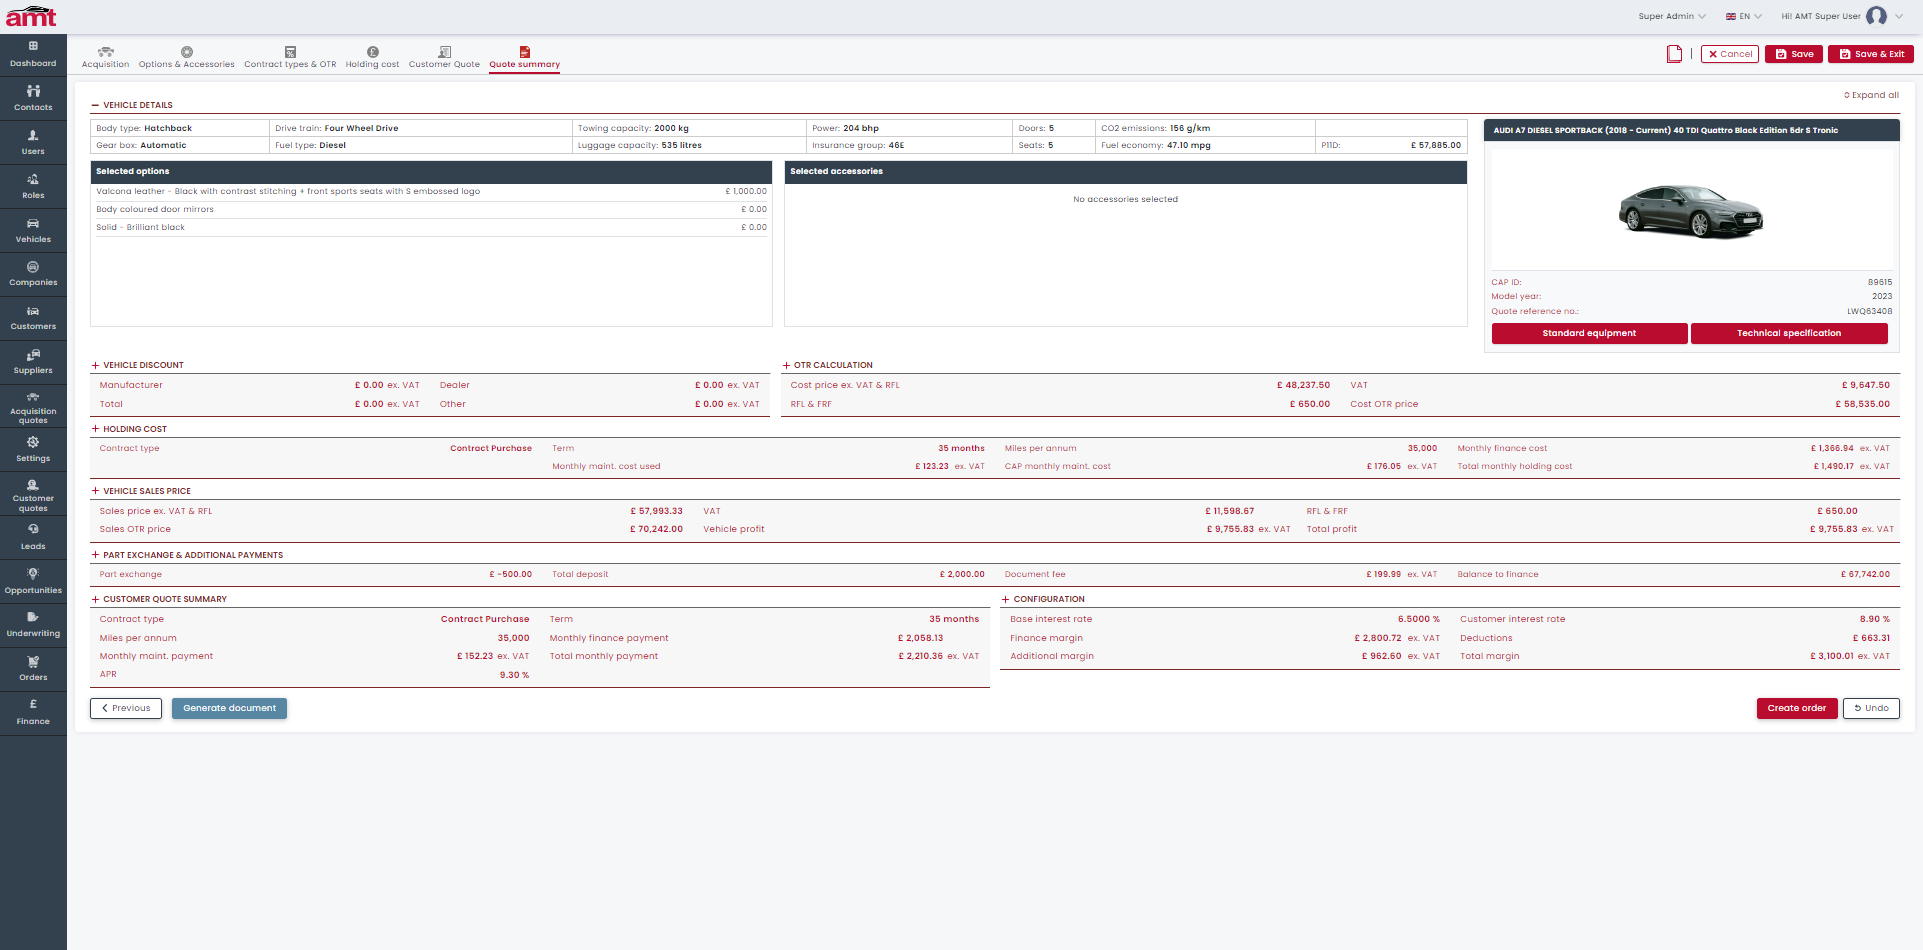 amt
Super Admin
EN
Hi! AMT Super User
Dashboard
Contacts
Users
Roles
Vehicles
Companies
Customers
Suppliers
Acquisition quotes
Settings
Customer quotes
Leads
Opportunities
Underwriting
Orders
Finance
Acquisition
Options & Accessories
Contract types & OTR
Holding cost
Customer Quote
Quote summary
Cancel
Save
Save & Exit
Expand all
VEHICLE DETAILS
Body type: Hatchback Drive train: Four Wheel Drive Towing capacity: 2000 kg Power: 204 bhp Doors: 5 CO2 emissions: 156 g/km
Gear box: Automatic Fuel type: Diesel Luggage capacity: 535 litres Insurance group: 46E Seats: 5 Fuel economy: 47.10 mpg P11D: £ 57,885.00
Selected options
Valcona leather - Black with contrast stitching + front sports seats with S embossed logo £ 1,000.00
Body coloured door mirrors £ 0.00
Solid - Brilliant black £ 0.00
Selected accessories
No accessories selected
AUDI A7 DIESEL SPORTBACK (2018 - Current) 40 TDI Quattro Black Edition 5dr S Tronic
CAP ID: 89615
Model year: 2023
Quote reference no.: LWQ63408
Standard equipment
Technical specification
VEHICLE DISCOUNT
Manufacturer £ 0.00 ex. VAT Dealer £ 0.00 ex. VAT
Total £ 0.00 ex. VAT Other £ 0.00 ex. VAT
OTR CALCULATION
Cost price ex. VAT & RFL £ 48,237.50 VAT £ 9,647.50
RFL & FRF £ 650.00 Cost OTR price £ 58,535.00
HOLDING COST
Contract type Contract Purchase Term 35 months Miles per annum 35,000 Monthly finance cost £ 1,366.94 ex. VAT
Monthly maint. cost used £ 123.23 ex. VAT CAP monthly maint. cost £ 176.05 ex. VAT Total monthly holding cost £ 1,490.17 ex. VAT
VEHICLE SALES PRICE
Sales price ex. VAT & RFL £ 57,993.33 VAT £ 11,598.67 RFL & FRF £ 650.00
Sales OTR price £ 70,242.00 Vehicle profit £ 9,755.83 ex. VAT Total profit £ 9,755.83 ex. VAT
PART EXCHANGE & ADDITIONAL PAYMENTS
Part exchange £ -500.00 Total deposit £ 2,000.00 Document fee £ 199.99 ex. VAT Balance to finance £ 67,742.00
CUSTOMER QUOTE SUMMARY
Contract type Contract Purchase Term 35 months
Miles per annum 35,000 Monthly finance payment £ 2,058.13
Monthly maint. payment £ 152.23 ex. VAT Total monthly payment £ 2,210.36 ex. VAT
APR 9.30 %
CONFIGURATION
Base interest rate 6.5000 % Customer interest rate 8.90 %
Finance margin £ 2,800.72 ex. VAT Deductions £ 663.31
Additional margin £ 962.60 ex. VAT Total margin £ 3,100.01 ex. VAT
Previous
Generate document
Create order
Undo